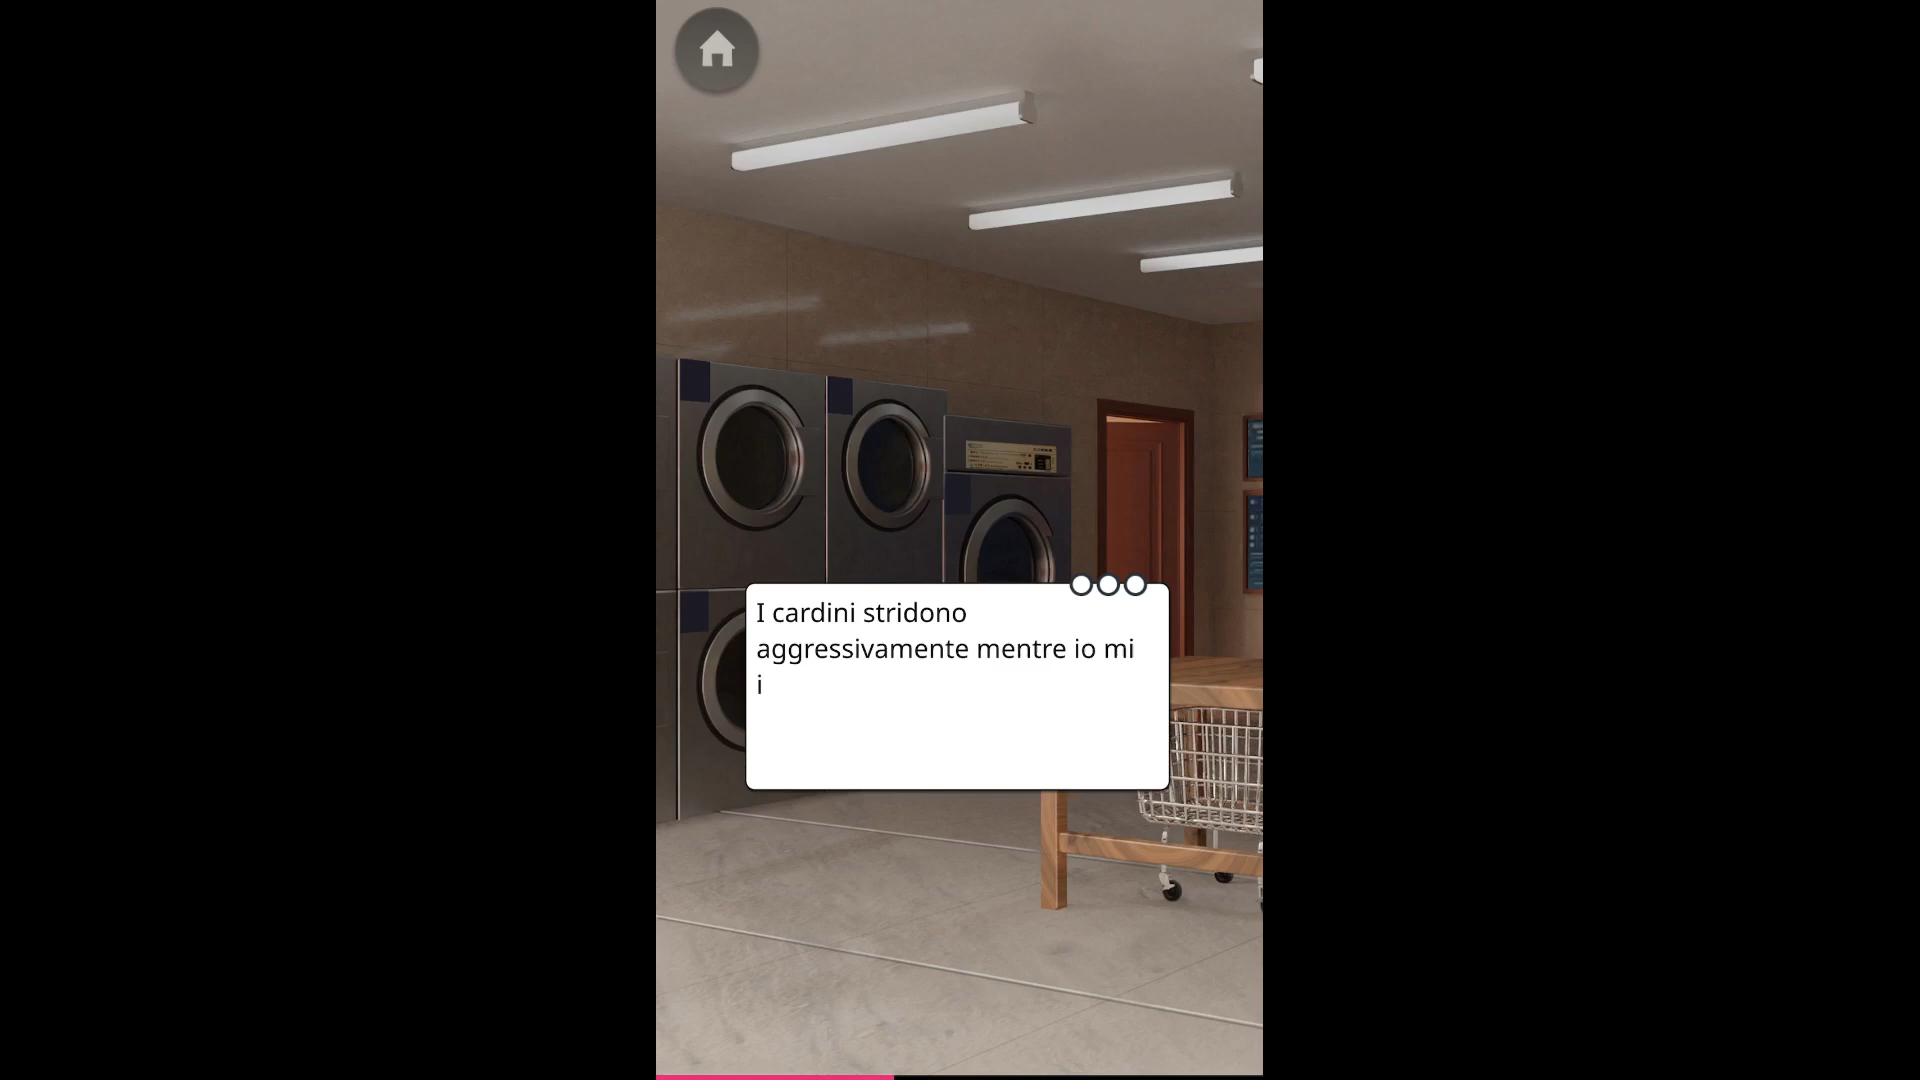 I cardini stridono
aggressivamente mentre io mi
i